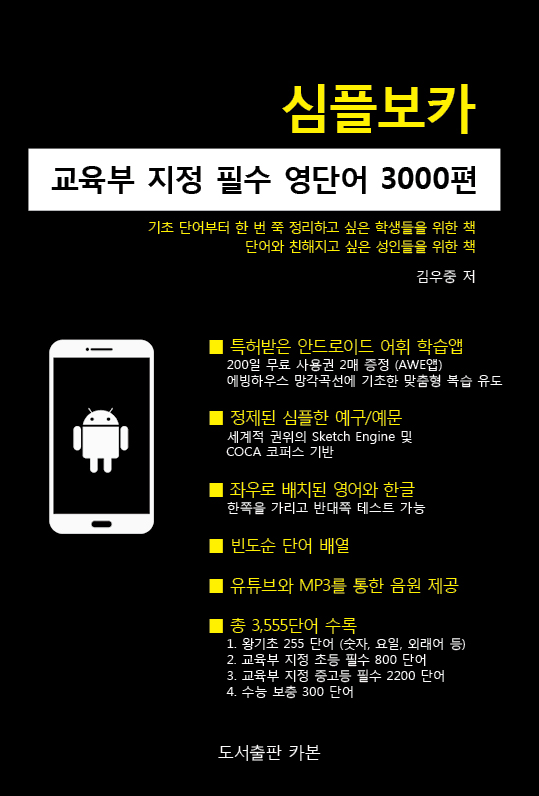 심플보카
교육부 지정 필수 영단어 3000편
기초 단어부터 한 번 쭉 정리하고 싶은 학생들을 위한 책
단어와 친해지고 싶은 성인들을 위한 책
김우중 저
■ 특허받은 안드로이드 어휘 학습앱
200일 무료 사용권 2매 증정 (AWE앱)
에빙하우스 망각곡선에 기초한 맞춤형 복습 유도
■ 정제된 심플한 예구/예문
세계적 권위의 Sketch Engine 및
COCA 코퍼스 기반
■ 좌우로 배치된 영어와 한글
한쪽을 가리고 반대쪽 테스트 가능
■ 빈도순 단어 배열
■ 유튜브와 MP3를 통한 음원 제공
■ 총 3,555단어 수록
1. 왕기초 255 단어 (숫자, 요일, 외래어 등)
2. 교육부 지정 초등 필수 800 단어
3. 교육부 지정 중고등 필수 2200 단어
4. 수능 보충 300 단어
도서출판 카본